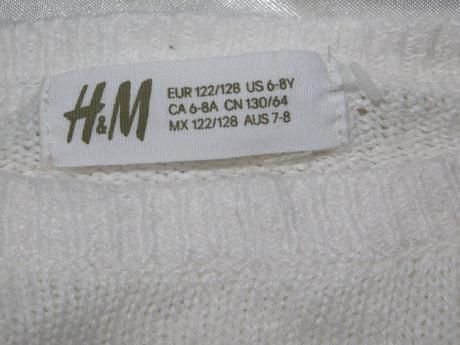 H&M
EUR 122/128 US 6-8Y
CA 6-8A CN 130/64
MX 122/128 AUS 7-8